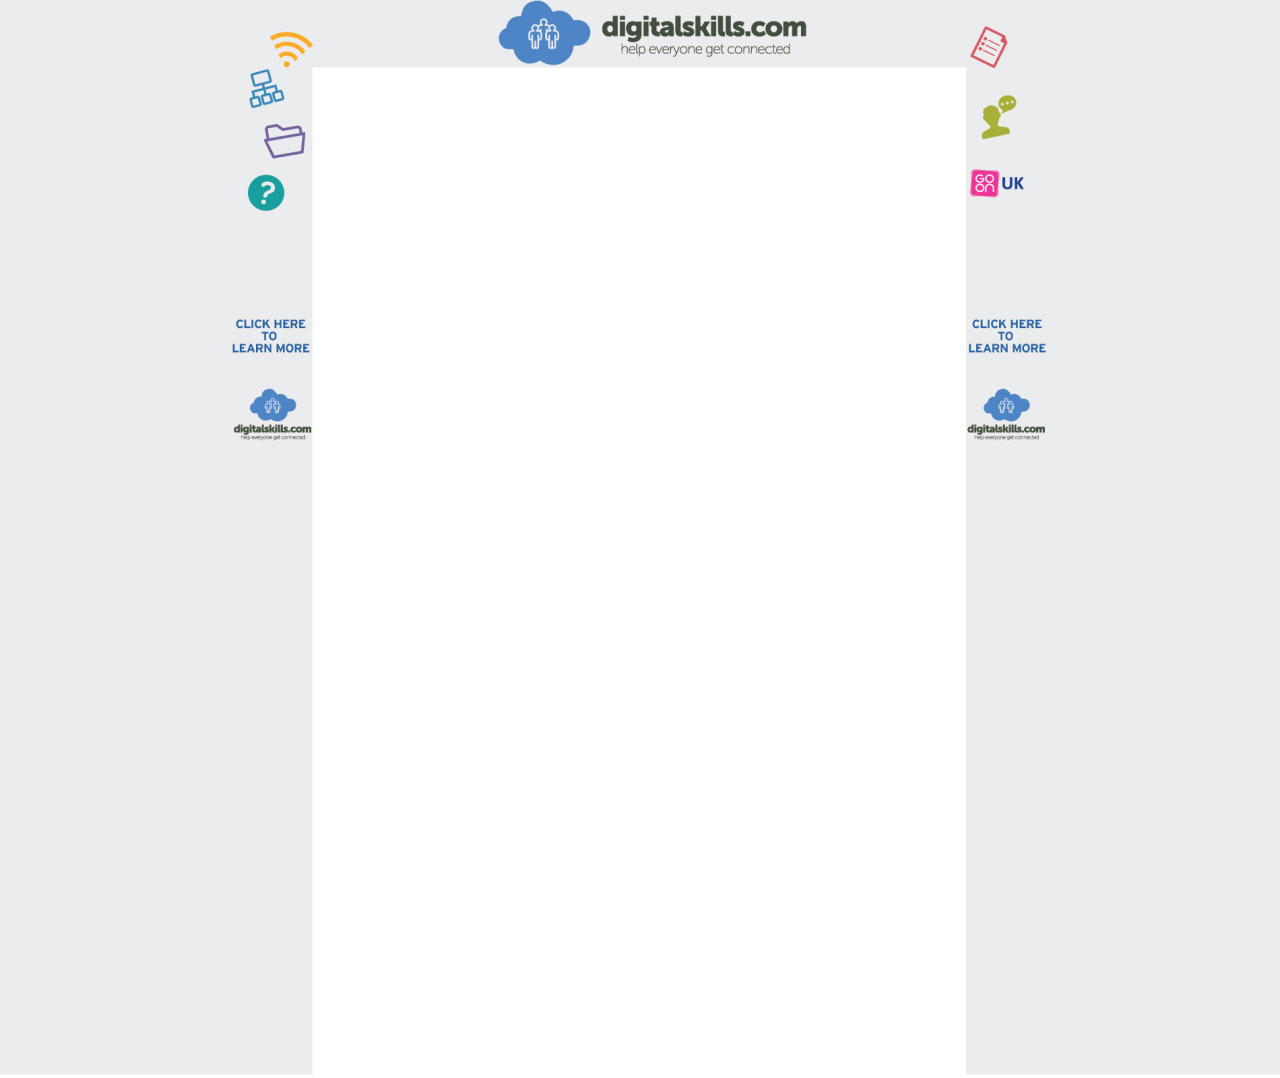 digitalskills.com
help everyone get connected
?
GO
ON
UK
CLICK HERE
TO
LEARN MORE
digitalskills.com
help everyone get connected
CLICK HERE
TO
LEARN MORE
digitalskills.com
help everyone get connected